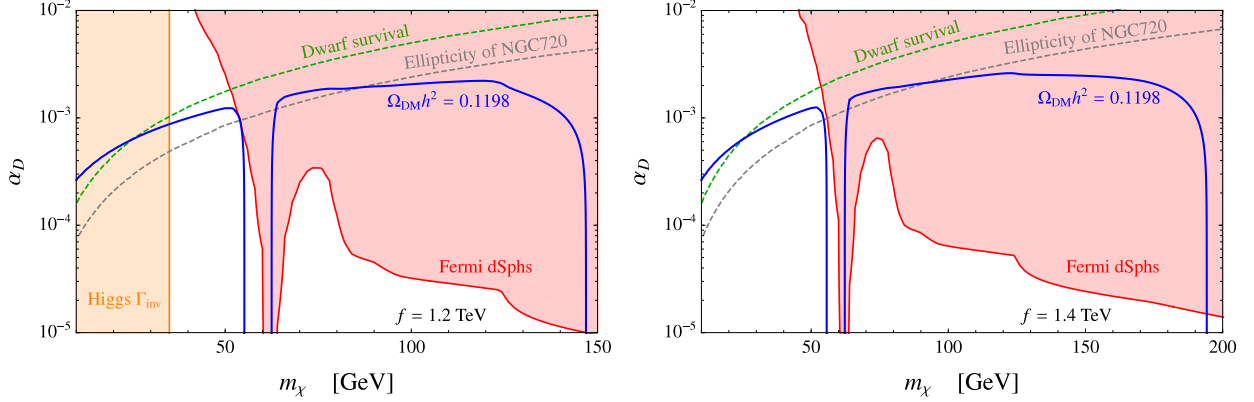 10⁻²
10⁻³
10⁻⁴
10⁻⁵
α_D
Dwarf survival
Ellipticity of NGC720
Ω_DM h² = 0.1198
Fermi dSphs
Higgs Γ_inv
f = 1.2 TeV
50
100
150
m_χ [GeV]
10⁻²
10⁻³
10⁻⁴
10⁻⁵
α_D
Dwarf survival
Ellipticity of NGC720
Ω_DM h² = 0.1198
Fermi dSphs
f = 1.4 TeV
50
100
150
200
m_χ [GeV]